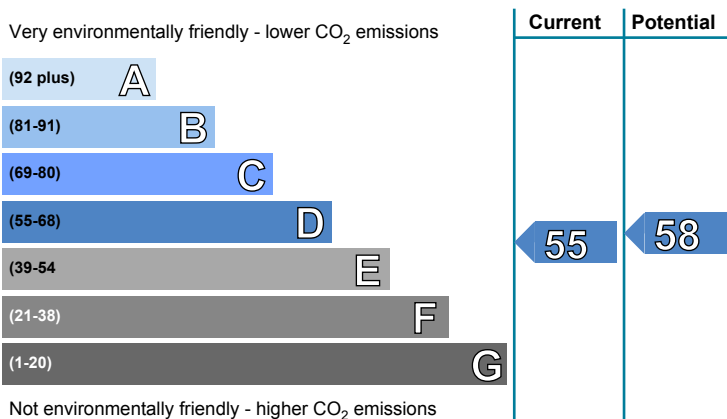 Current Potential
Very environmentally friendly - lower CO2 emissions
(92 plus) A
(81-91) B
(69-80) C
(55-68) D
55 58
(39-54 E
(21-38) F
(1-20) G
Not environmentally friendly - higher CO2 emissions